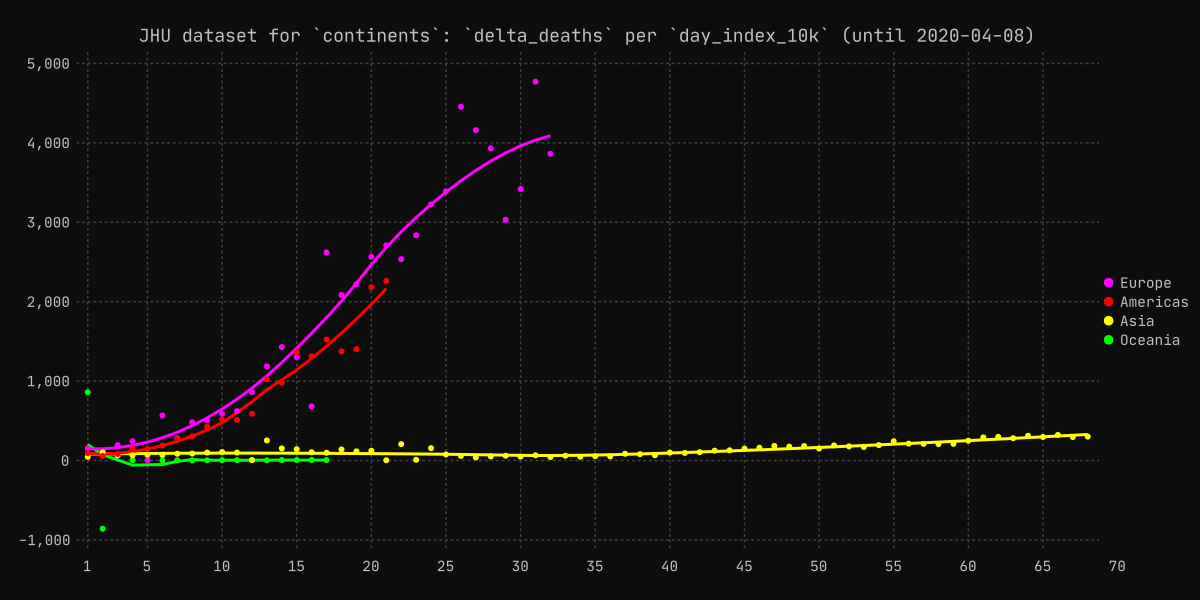 JHU dataset for `continents`: `delta_deaths` per `day_index_10k` (until 2020-04-08)
5,000
4,000
3,000
2,000
1,000
0
-1,000
1 5 10 15 20 25 30 35 40 45 50 55 60 65 70
Europe
Americas
Asia
Oceania